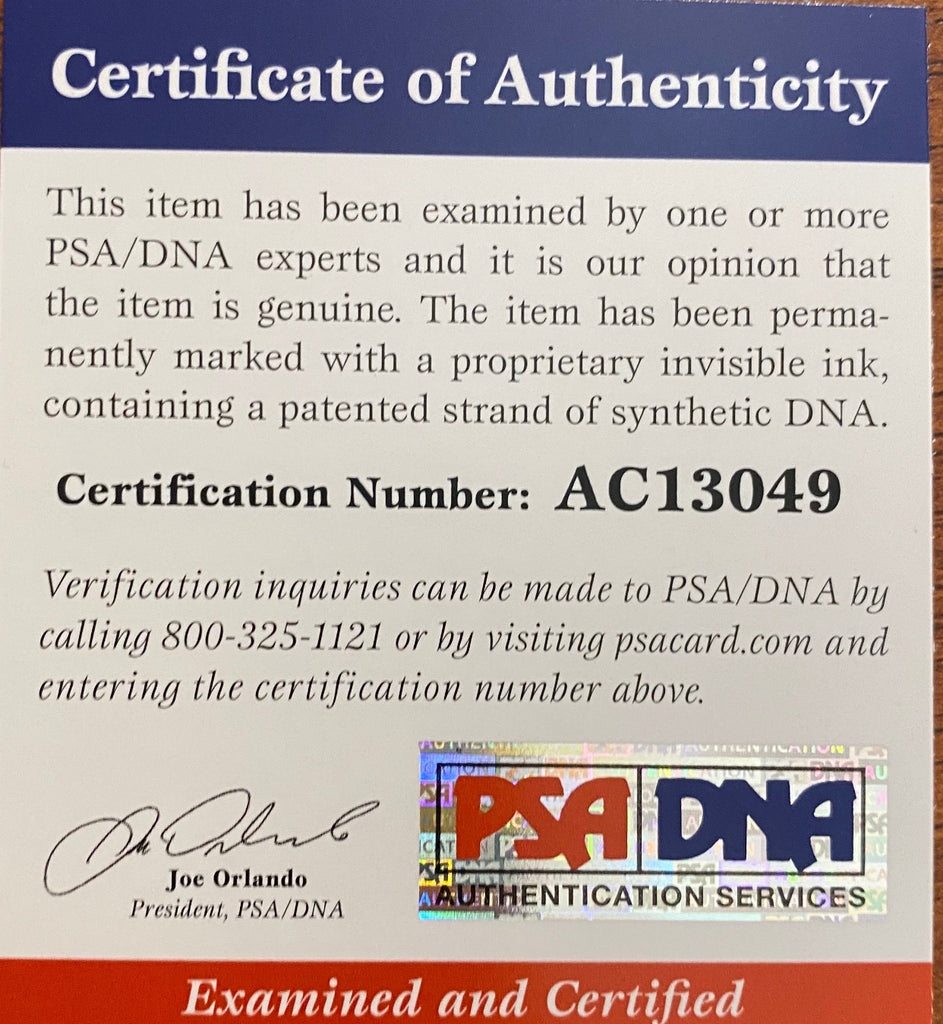 Certificate of Authenticity
This item has been examined by one or more
PSA/DNA experts and it is our opinion that
the item is genuine. The item has been perma-
nently marked with a proprietary invisible ink,
containing a patented strand of synthetic DNA.
Certification Number: AC13049
Verification inquiries can be made to PSA/DNA by
calling 800-325-1121 or by visiting psacard.com and
entering the certification number above.
Joe Orlando
President, PSA/DNA
PSA DNA
AUTHENTICATION SERVICES
Examined and Certified